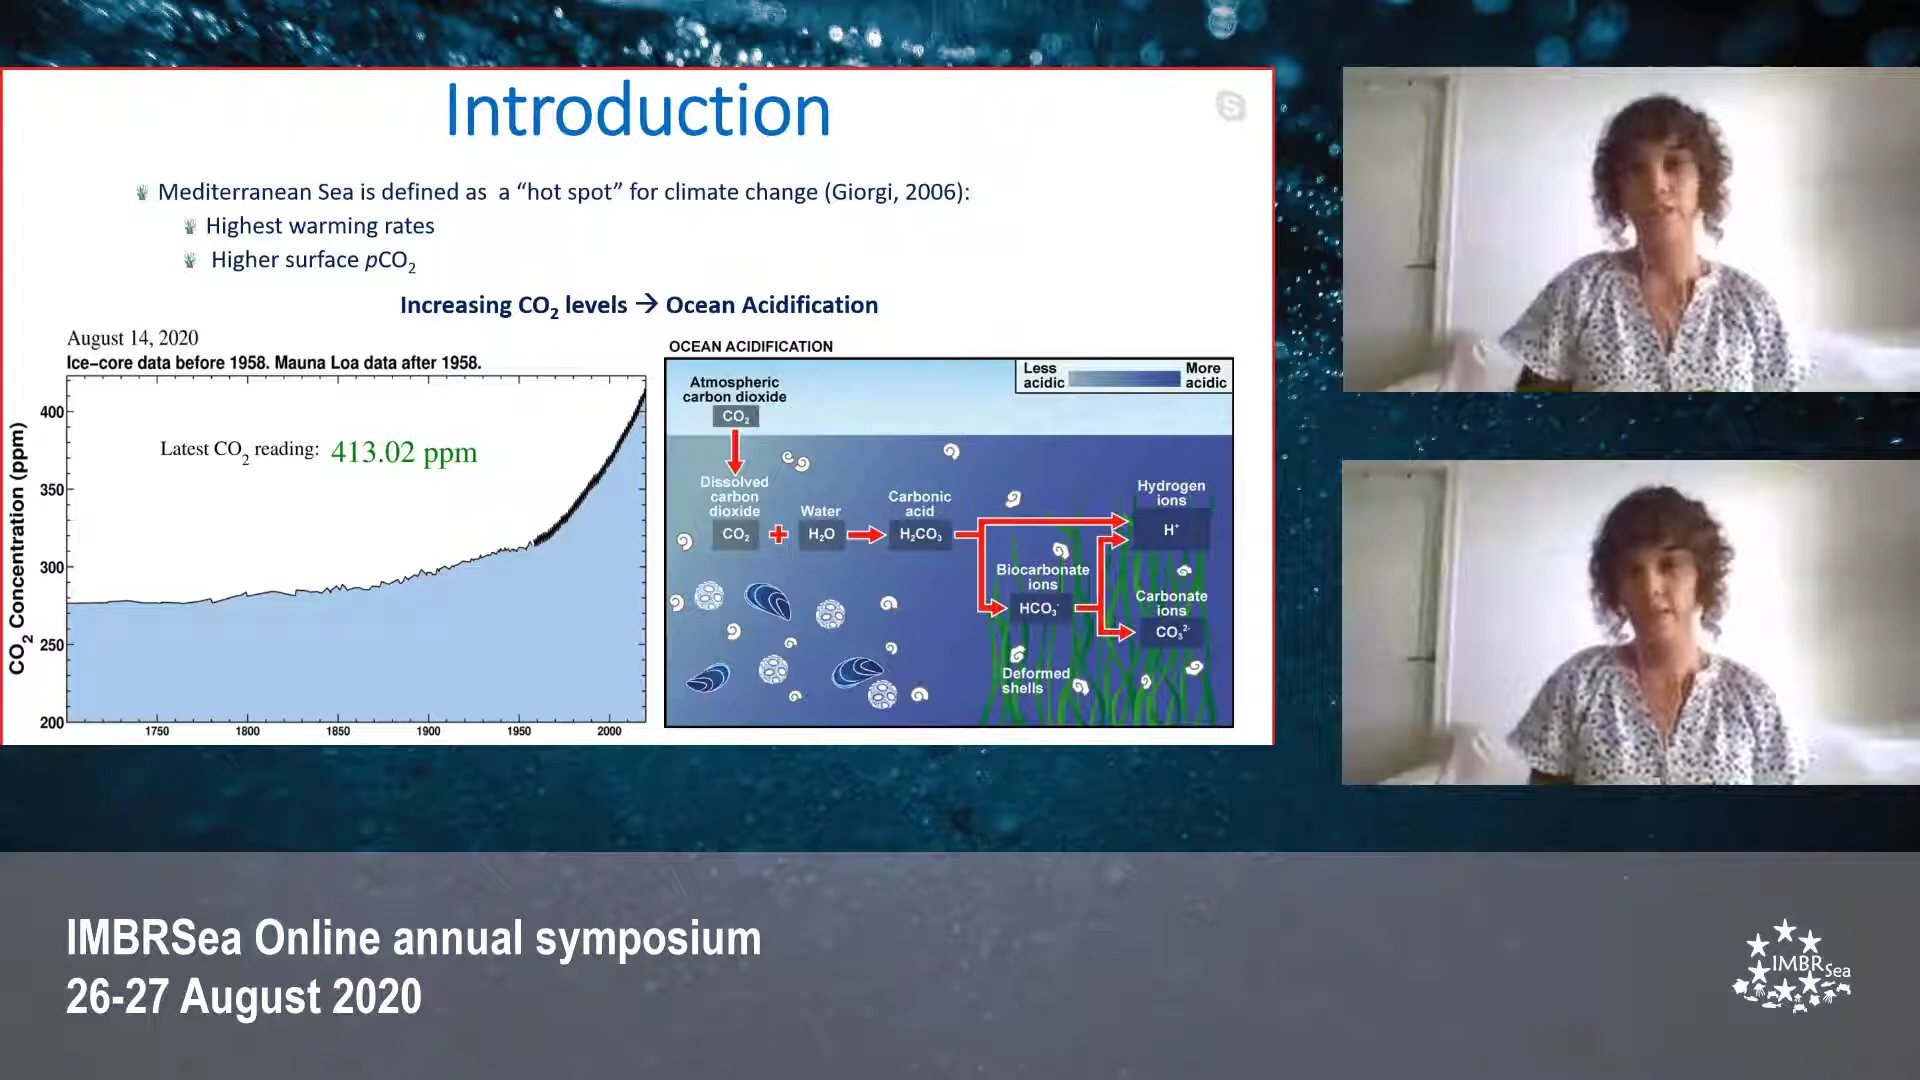 Introduction
Mediterranean Sea is defined as a “hot spot” for climate change (Giorgi, 2006):
Highest warming rates
Higher surface pCO2
Increasing CO2 levels → Ocean Acidification
August 14, 2020
Ice-core data before 1958. Mauna Loa data after 1958.
CO2 Concentration (ppm)
400
350
300
250
200
Latest CO2 reading: 413.02 ppm
1750 1800 1850 1900 1950 2000
OCEAN ACIDIFICATION
Less
acidic
More
acidic
Atmospheric
carbon dioxide
CO2
Dissolved
carbon
dioxide
CO2
+
Water
H2O
Carbonic
acid
H2CO3
Hydrogen
ions
H+
Biocarbonate
ions
HCO3-
Carbonate
ions
CO3 2-
Deformed
shells
IMBRSea Online annual symposium
26-27 August 2020
IMBRSea